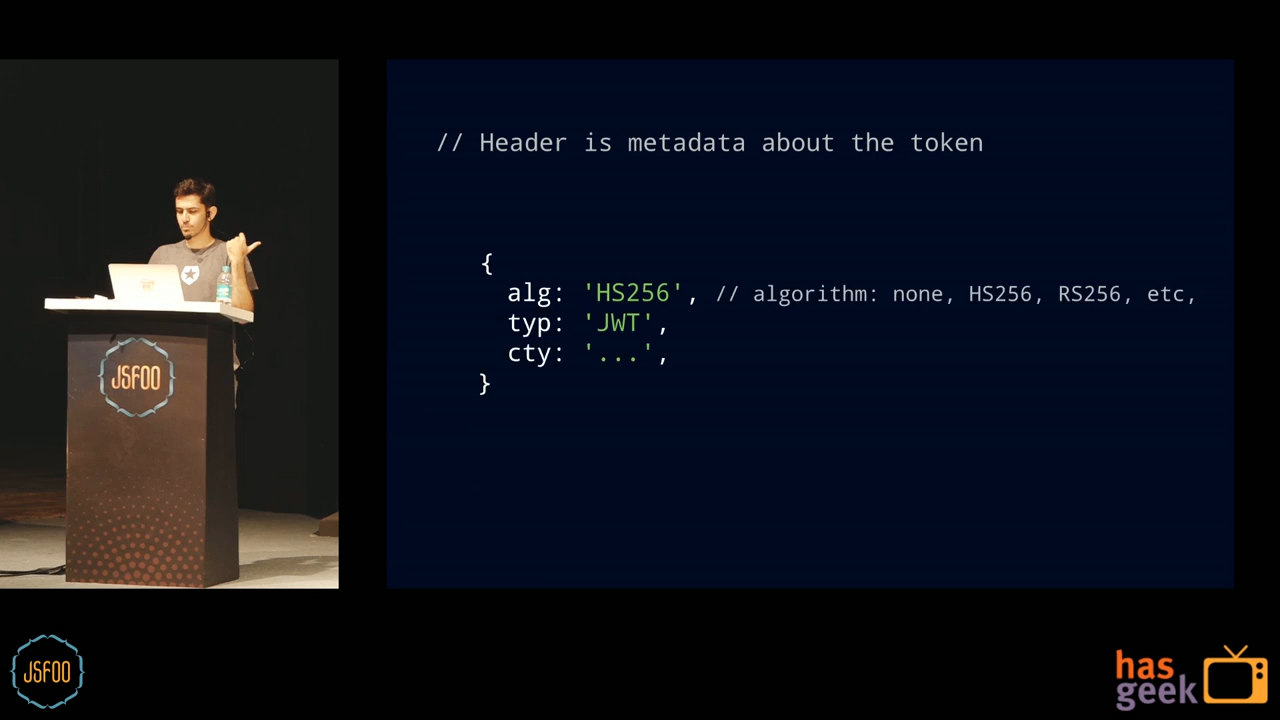 // Header is metadata about the token
{
alg: 'HS256', // algorithm: none, HS256, RS256, etc,
typ: 'JWT',
cty: '...',
}
JSFOO
JSFOO
has
geek